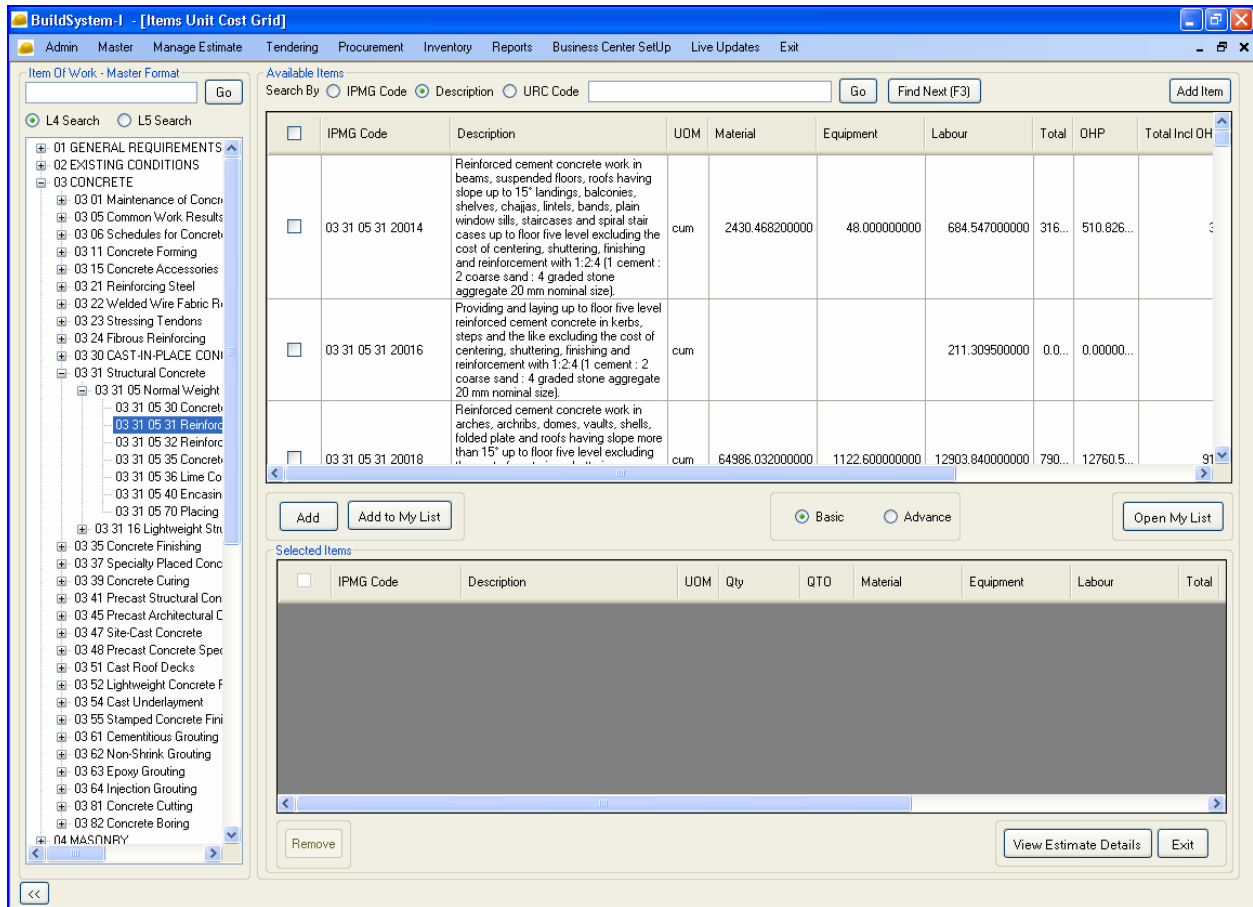 BuildSystem-I - [Items Unit Cost Grid]
Admin Master Manage Estimate Tendering Procurement Inventory Reports Business Center SetUp Live Updates Exit
Item Of Work - Master Format
Go
L4 Search L5 Search
01 GENERAL REQUIREMENTS
02 EXISTING CONDITIONS
03 CONCRETE
03 01 Maintenance of Concr
03 05 Common Work Results
03 06 Schedules for Concret
03 11 Concrete Forming
03 15 Concrete Accessories
03 21 Reinforcing Steel
03 22 Welded Wire Fabric R
03 23 Stressing Tendons
03 24 Fibrous Reinforcing
03 30 CAST-IN-PLACE CON
03 31 Structural Concrete
03 31 05 Normal Weight
03 31 05 30 Concret
03 31 05 31 Reinforc
03 31 05 32 Reinforc
03 31 05 35 Concret
03 31 05 36 Lime Co
03 31 05 40 Encasin
03 31 05 70 Placing
03 31 16 Lightweight Stru
03 35 Concrete Finishing
03 37 Specialty Placed Conc
03 39 Concrete Curing
03 41 Precast Structural Con
03 45 Precast Architectural C
03 47 Site-Cast Concrete
03 48 Precast Concrete Spec
03 51 Cast Roof Decks
03 52 Lightweight Concrete F
03 54 Cast Underlayment
03 55 Stamped Concrete Fini
03 61 Cementitious Grouting
03 62 Non-Shrink Grouting
03 63 Epoxy Grouting
03 64 Injection Grouting
03 81 Concrete Cutting
03 82 Concrete Boring
04 MASONRY
<<
Available Items
Search By IPMG Code Description URC Code Go Find Next (F3) Add Item
IPMG Code Description UOM Material Equipment Labour Total OHP Total Incl OH
Reinforced cement concrete work in
beams, suspended floors, roofs having
slope up to 15° landings, balconies,
shelves, chajjas, lintels, bands, plain
window sills, staircases and spiral stair
03 31 05 31 20014 cases up to floor five level excluding the cum 2430.468200000 48.000000000 684.547000000 316... 510.826...
cost of centering, shuttering, finishing
and reinforcement with 1:2:4 (1 cement :
2 coarse sand : 4 graded stone
aggregate 20 mm nominal size).
Providing and laying up to floor five level
reinforced cement concrete in kerbs,
steps and the like excluding the cost of
03 31 05 31 20016 centering, shuttering, finishing and cum 211.309500000 0.0... 0.00000...
reinforcement with 1:2:4 (1 cement : 2
coarse sand : 4 graded stone aggregate
20 mm nominal size).
Reinforced cement concrete work in
arches, archribs, domes, vaults, shells,
folded plate and roofs having slope more
than 15° up to floor five level excluding
03 31 05 31 20018 cum 64986.032000000 1122.600000000 12903.840000000 790... 12760.5... 91
Add Add to My List Basic Advance Open My List
Selected Items
IPMG Code Description UOM Qty QTO Material Equipment Labour Total
Remove View Estimate Details Exit